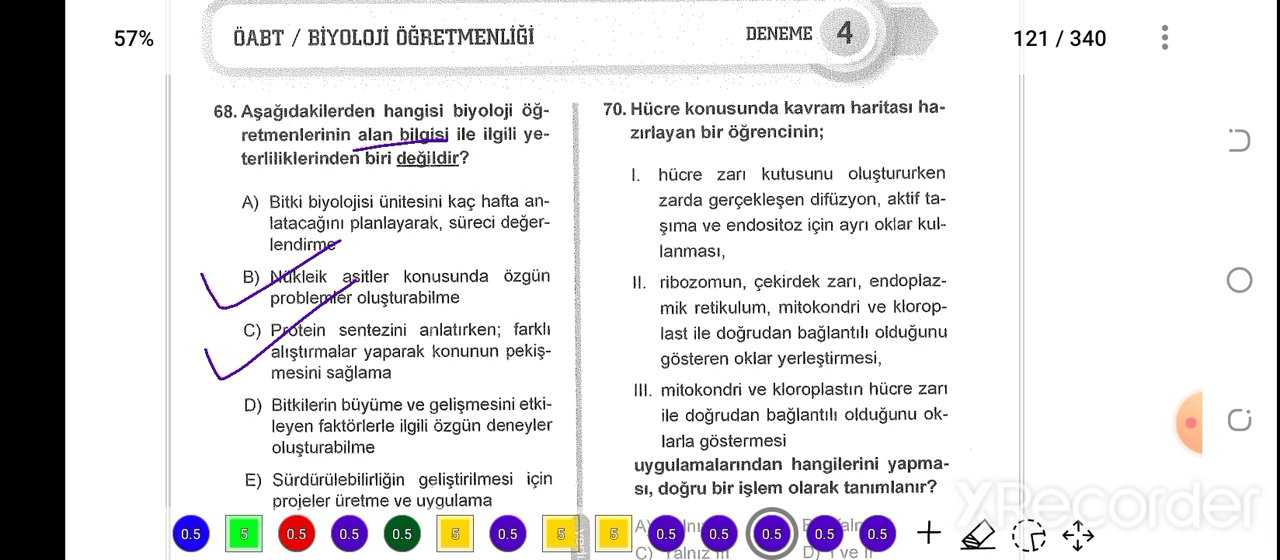 57%
ÖABT / BİYOLOJİ ÖĞRETMENLİĞİ
DENEME 4
121 / 340
68. Aşağıdakilerden hangisi biyoloji öğ-
retmenlerinin alan bilgisi ile ilgili ye-
terliliklerinden biri değildir?
A) Bitki biyolojisi ünitesini kaç hafta an-
latacağını planlayarak, süreci değer-
lendirme
B) Nükleik asitler konusunda özgün
problemler oluşturabilme
C) Protein sentezini anlatırken; farklı
alıştırmalar yaparak konunun pekiş-
mesini sağlama
D) Bitkilerin büyüme ve gelişmesini etki-
leyen faktörlerle ilgili özgün deneyler
oluşturabilme
E) Sürdürülebilirliğin geliştirilmesi için
projeler üretme ve uygulama
70. Hücre konusunda kavram haritası ha-
zırlayan bir öğrencinin;
I. hücre zarı kutusunu oluştururken
zarda gerçekleşen difüzyon, aktif ta-
şıma ve endositoz için ayrı oklar kul-
lanması,
II. ribozomun, çekirdek zarı, endoplaz-
mik retikulum, mitokondri ve klorop-
last ile doğrudan bağlantılı olduğunu
gösteren oklar yerleştirmesi,
III. mitokondri ve kloroplastın hücre zarı
ile doğrudan bağlantılı olduğunu ok-
larla göstermesi
uygulamalarından hangilerini yapma-
sı, doğru bir işlem olarak tanımlanır?
C) Yalnız III D) I ve II
0.5 5 0.5 0.5 0.5 5 0.5 5 5 0.5 0.5 0.5 0.5 0.5
XRecorder